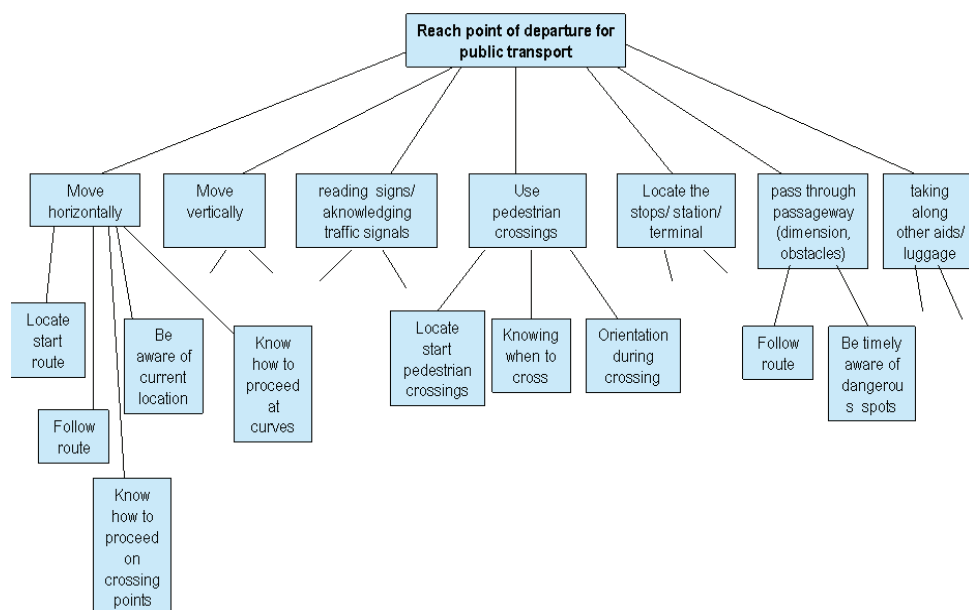 Reach point of departure for
public transport
Move
horizontally
Move
vertically
reading signs/
aknowledging
traffic signals
Use
pedestrian
crossings
Locate the
stops/ station/
terminal
pass through
passageway
(dimension,
obstacles)
taking
along
other aids/
luggage
Locate
start
route
Follow
route
Know
how to
proceed
on
crossing
points
Be
aware of
current
location
Know
how to
proceed
at
curves
Locate
start
pedestrian
crossings
Knowing
when to
cross
Orientation
during
crossing
Follow
route
Be timely
aware of
dangerou
s spots